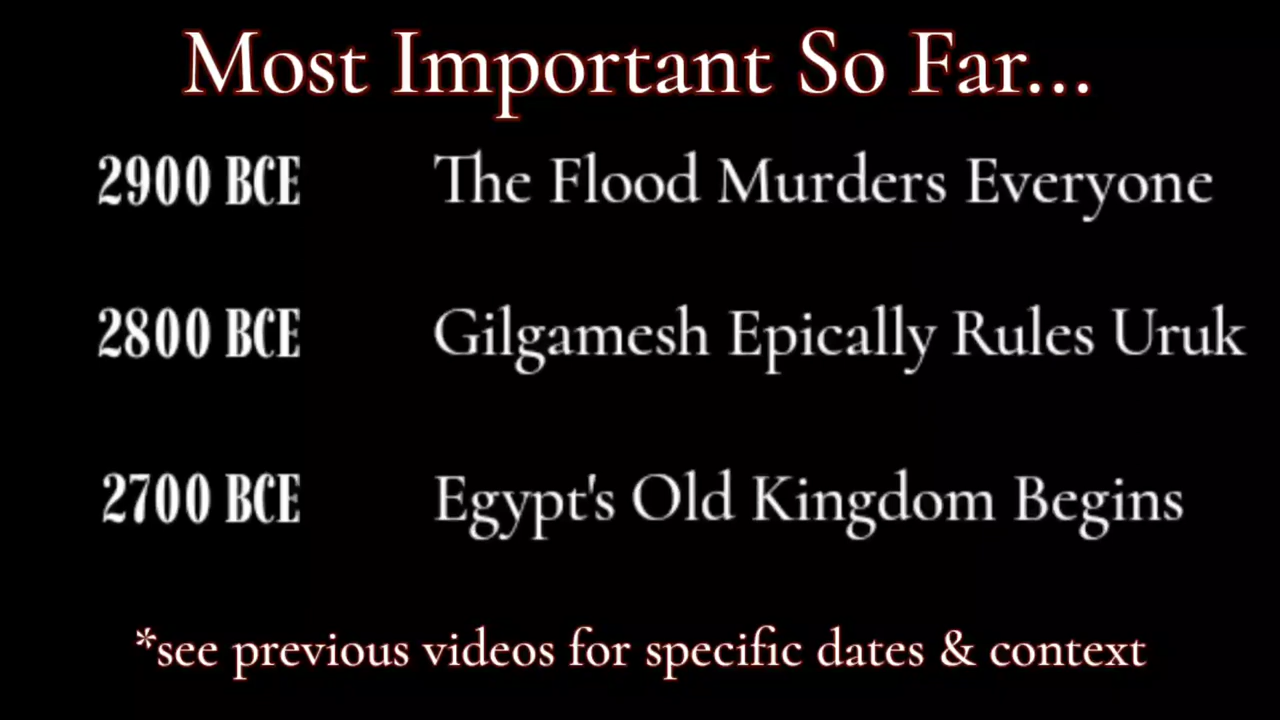 Most Important So Far...
2900 BCE The Flood Murders Everyone
2800 BCE Gilgamesh Epically Rules Uruk
2700 BCE Egypt's Old Kingdom Begins
*see previous videos for specific dates & context